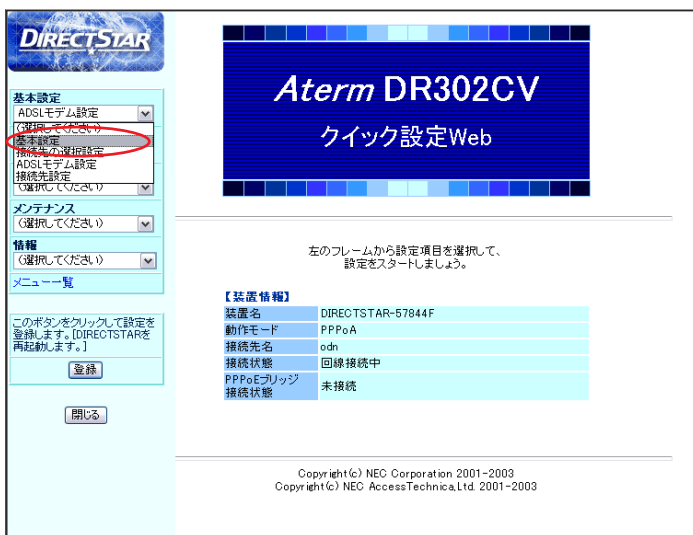 DIRECTSTAR
基本設定
ADSLモデム設定
(選択してください)
基本設定
接続先の選択設定
ADSLモデム設定
接続先設定
(選択してください)
メンテナンス
(選択してください)
情報
(選択してください)
メニュー一覧
このボタンをクリックして設定を
登録します。[DIRECTSTARを
再起動します。]
登録
閉じる
Aterm DR302CV
クイック設定Web
左のフレームから設定項目を選択して、
設定をスタートしましょう。
【装置情報】
装置名 DIRECTSTAR-57844F
動作モード PPPoA
接続先名 odn
接続状態 回線接続中
PPPoEブリッジ
接続状態 未接続
Copyright(c) NEC Corporation 2001-2003
Copyright(c) NEC AccessTechnica,Ltd. 2001-2003